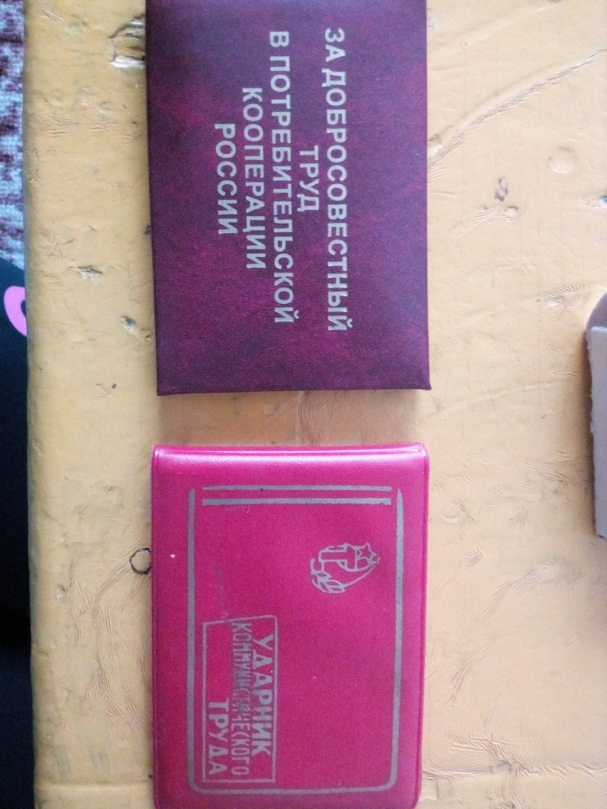 ЗА ДОБРОСОВЕСТНЫЙ
ТРУД
В ПОТРЕБИТЕЛЬСКОЙ
КООПЕРАЦИИ
РОССИИ
УДАРНИК
КОММУНИСТИЧЕСКОГО
ТРУДА